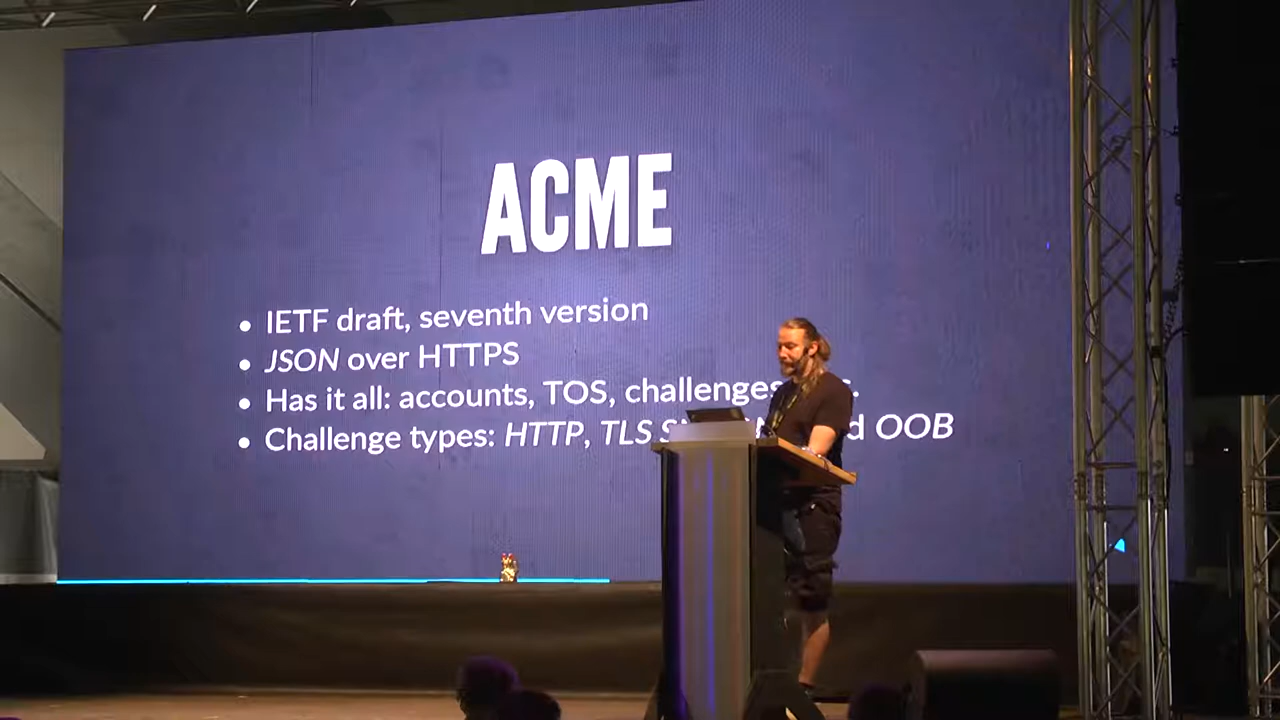 ACME
IETF draft, seventh version
JSON over HTTPS
Has it all: accounts, TOS, challenges
Challenge types: HTTP, TLS OOB